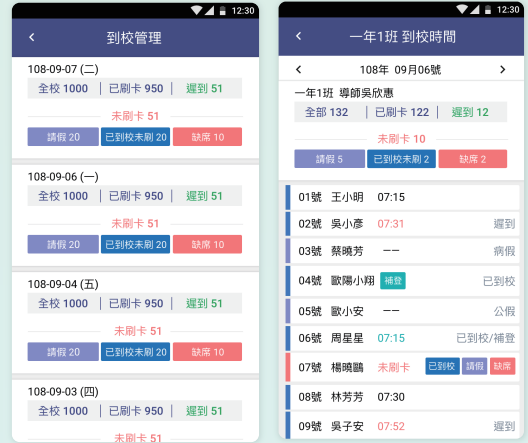 12:30
到校管理
108-09-07 (二)
全校 1000 已刷卡 950 遲到 51
未刷卡 51
請假 20 已到校未刷 20 缺席 10
108-09-06 (一)
全校 1000 已刷卡 950 遲到 51
未刷卡 51
請假 20 已到校未刷 20 缺席 10
108-09-04 (五)
全校 1000 已刷卡 950 遲到 51
未刷卡 51
請假 20 已到校未刷 20 缺席 10
108-09-03 (四)
全校 1000 已刷卡 950 遲到 51
未刷卡 51
12:30
一年1班 到校時間
108年 09月06號
一年1班 導師吳欣惠
全部 132 已刷卡 122 遲到 12
未刷卡 10
請假 5 已到校未刷 2 缺席 2
01號 王小明 07:15
02號 吳小彥 07:31 遲到
03號 蔡曉芳 —— 病假
04號 歐陽小翔 補登 已到校
05號 歐小安 —— 公假
06號 周星星 07:15 已到校/補登
07號 楊曉鷗 未刷卡 已到校 請假 缺席
08號 林芳芳 07:30
09號 吳子安 07:52 遲到